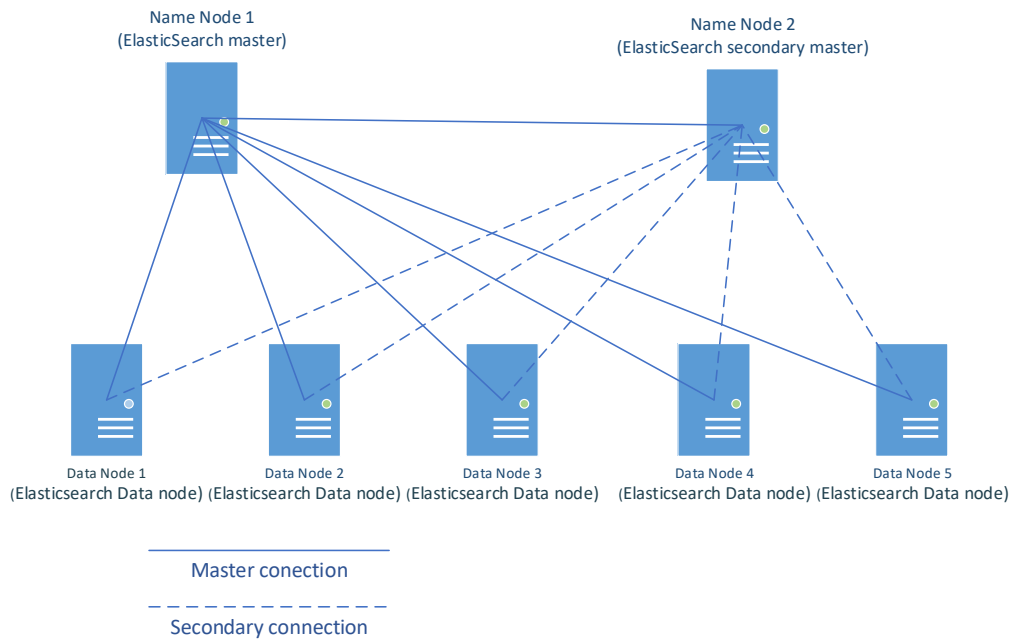 Name Node 1
(ElasticSearch master)
Name Node 2
(ElasticSearch secondary master)
Data Node 1
(Elasticsearch Data node)
Data Node 2
(Elasticsearch Data node)
Data Node 3
(Elasticsearch Data node)
Data Node 4
(Elasticsearch Data node)
Data Node 5
(Elasticsearch Data node)
Master conection
Secondary connection